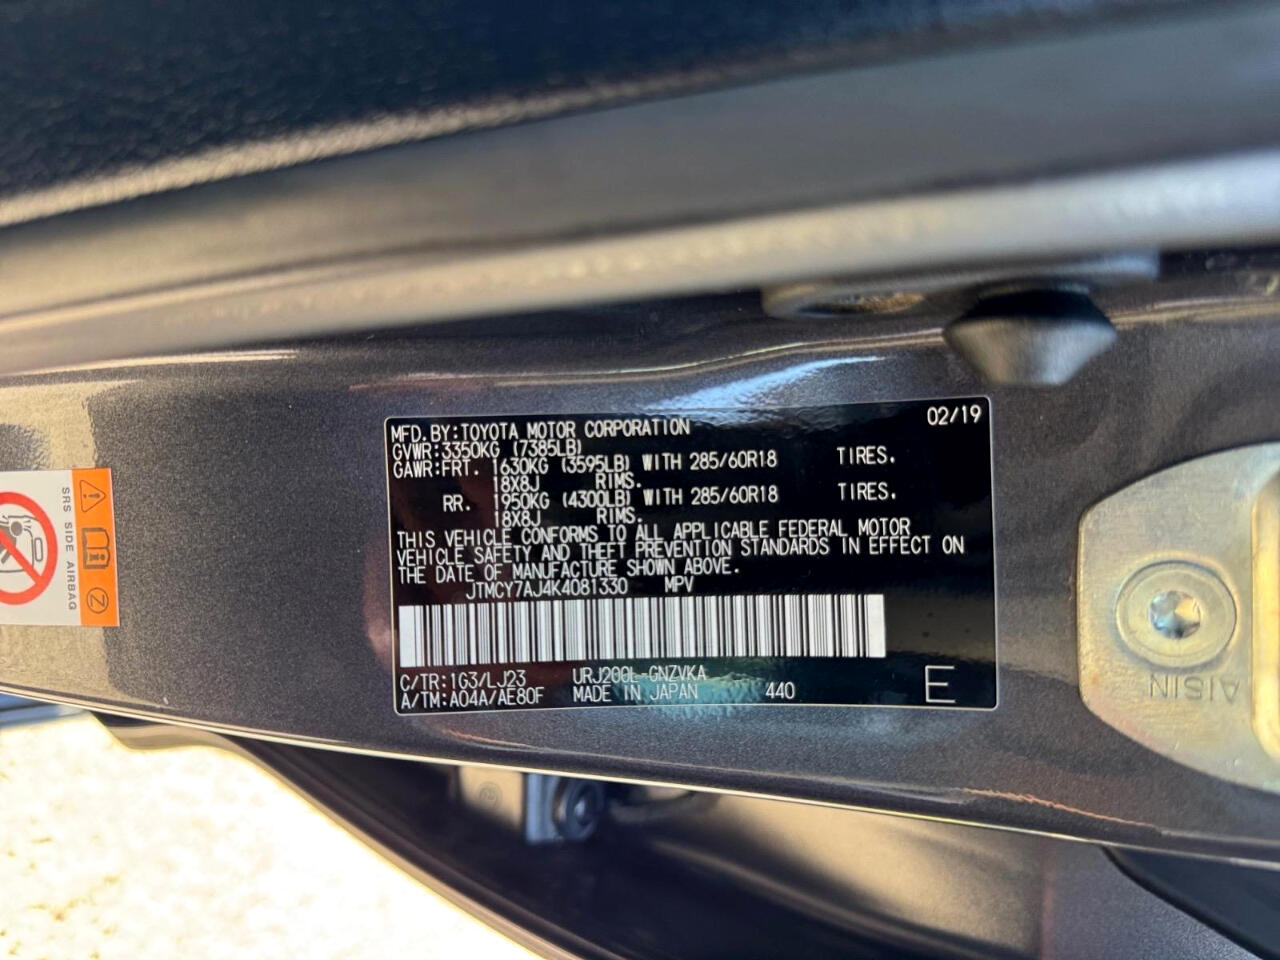 02/19
MFD.BY:TOYOTA MOTOR CORPORATION
GVWR:3350KG (7385LB)
GAWR:FRT. 1630KG (3595LB) WITH 285/60R18 TIRES.
18X8J RIMS.
RR. 1950KG (4300LB) WITH 285/60R18 TIRES.
18X8J RIMS.
THIS VEHICLE CONFORMS TO ALL APPLICABLE FEDERAL MOTOR
VEHICLE SAFETY AND THEFT PREVENTION STANDARDS IN EFFECT ON
THE DATE OF MANUFACTURE SHOWN ABOVE.
JTMCY7AJ4K4081330 MPV
C/TR:1G3/LJ23 URJ200L-GNZVKA
A/TM:A04A/AE80F MADE IN JAPAN 440 E
SRS SIDE AIRBAG
AISIN